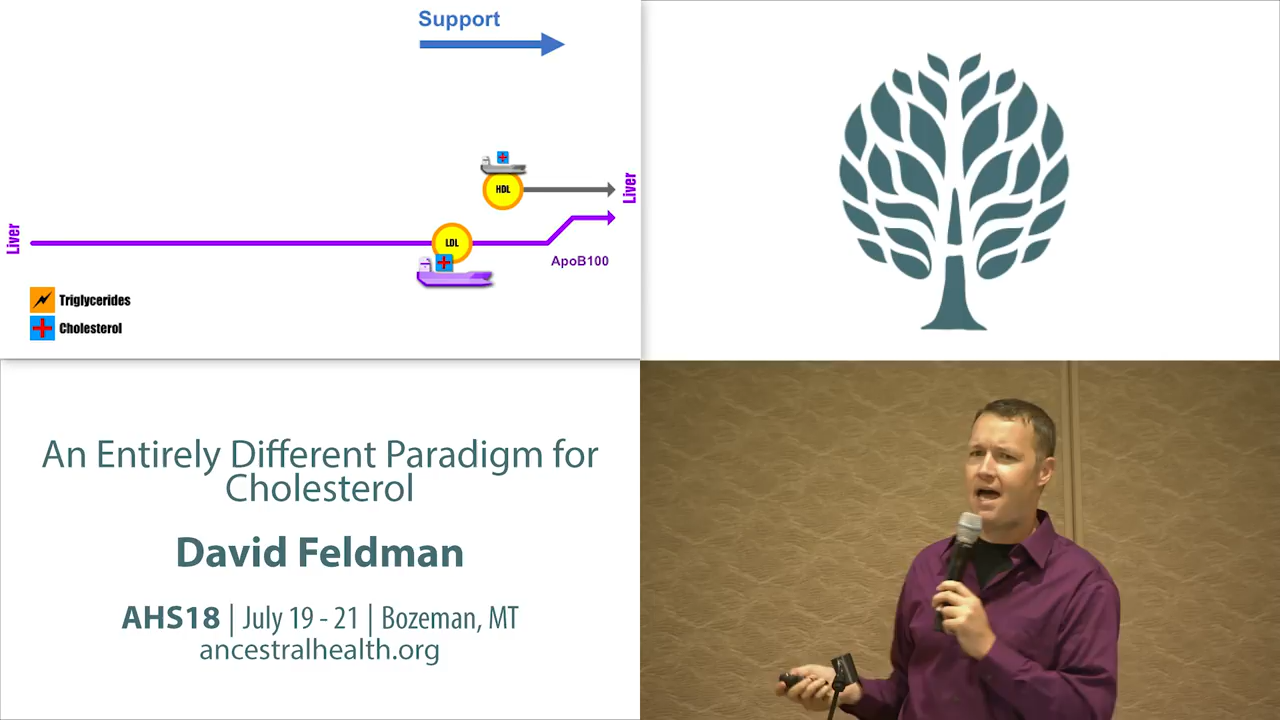 Support
HDL
Liver
LDL
Liver
ApoB100
Triglycerides
Cholesterol
An Entirely Different Paradigm for
Cholesterol
David Feldman
AHS18 | July 19 - 21 | Bozeman, MT
ancestralhealth.org